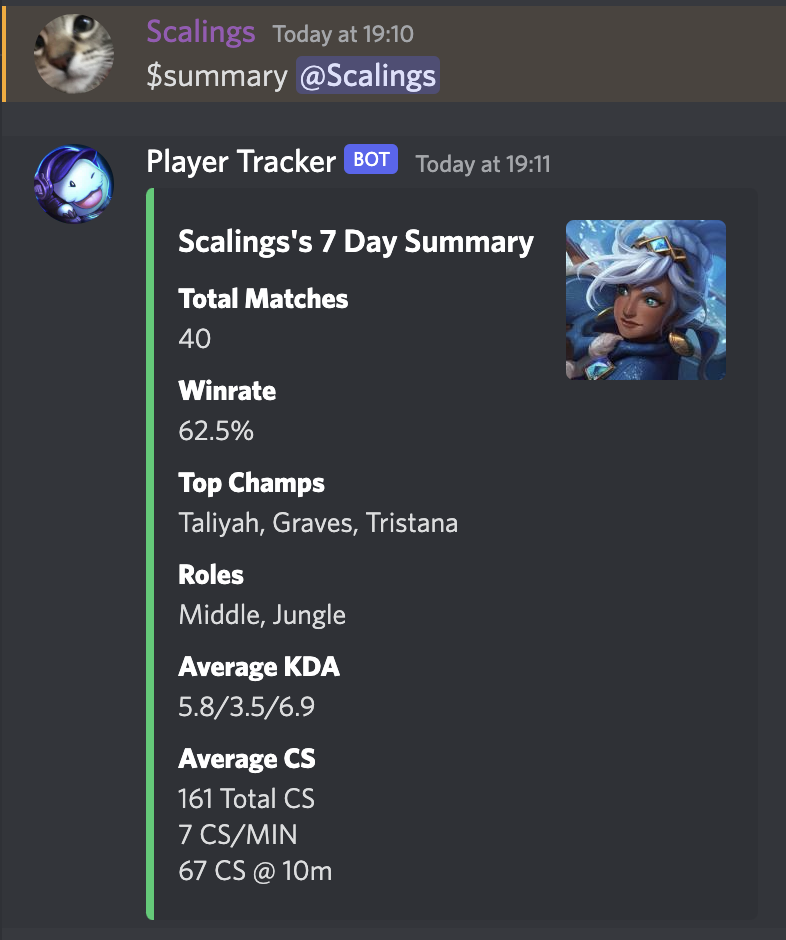 Scalings Today at 19:10
$summary @Scalings
Player Tracker BOT Today at 19:11
Scalings's 7 Day Summary
Total Matches
40
Winrate
62.5%
Top Champs
Taliyah, Graves, Tristana
Roles
Middle, Jungle
Average KDA
5.8/3.5/6.9
Average CS
161 Total CS
7 CS/MIN
67 CS @ 10m